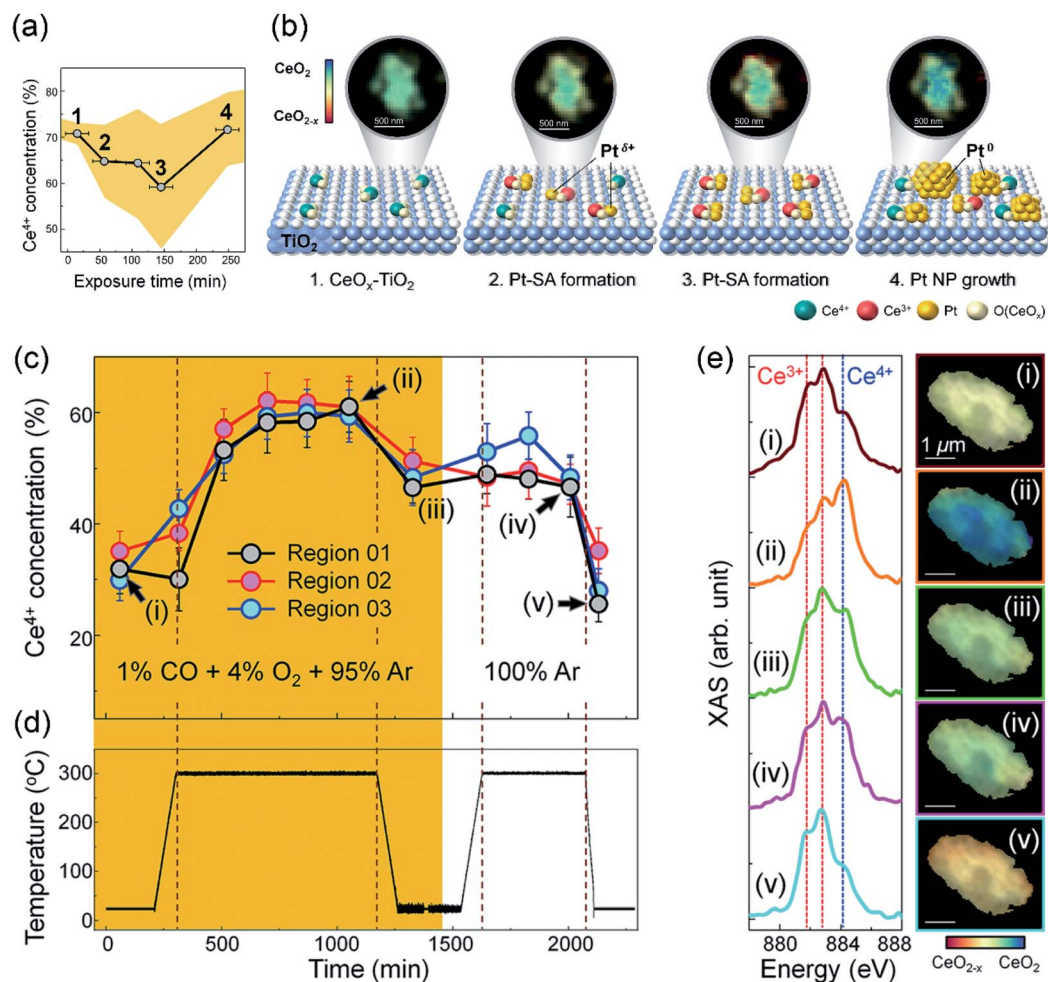 (a)
Ce⁴⁺ concentration (%)
80
70
60
50
1
2
3
4
0 50 100 150 200 250
Exposure time (min)
(b)
CeO₂
CeO₂₋ₓ
500 nm
500 nm
500 nm
500 nm
Pt^δ+
Pt⁰
TiO₂
1. CeOₓ-TiO₂
2. Pt-SA formation
3. Pt-SA formation
4. Pt NP growth
Ce⁴⁺ Ce³⁺ Pt O(CeOₓ)
(c)
Ce⁴⁺ concentration (%)
60
40
20
(i)
(ii)
(iii)
(iv)
(v)
Region 01
Region 02
Region 03
1% CO + 4% O₂ + 95% Ar
100% Ar
(d)
Temperature (ºC)
300
200
100
0
0 500 1000 1500 2000
Time (min)
(e)
XAS (arb. unit)
Ce³⁺ Ce⁴⁺
(i)
(ii)
(iii)
(iv)
(v)
880 884 888
Energy (eV)
(i)
1 µm
(ii)
(iii)
(iv)
(v)
CeO₂₋ₓ CeO₂